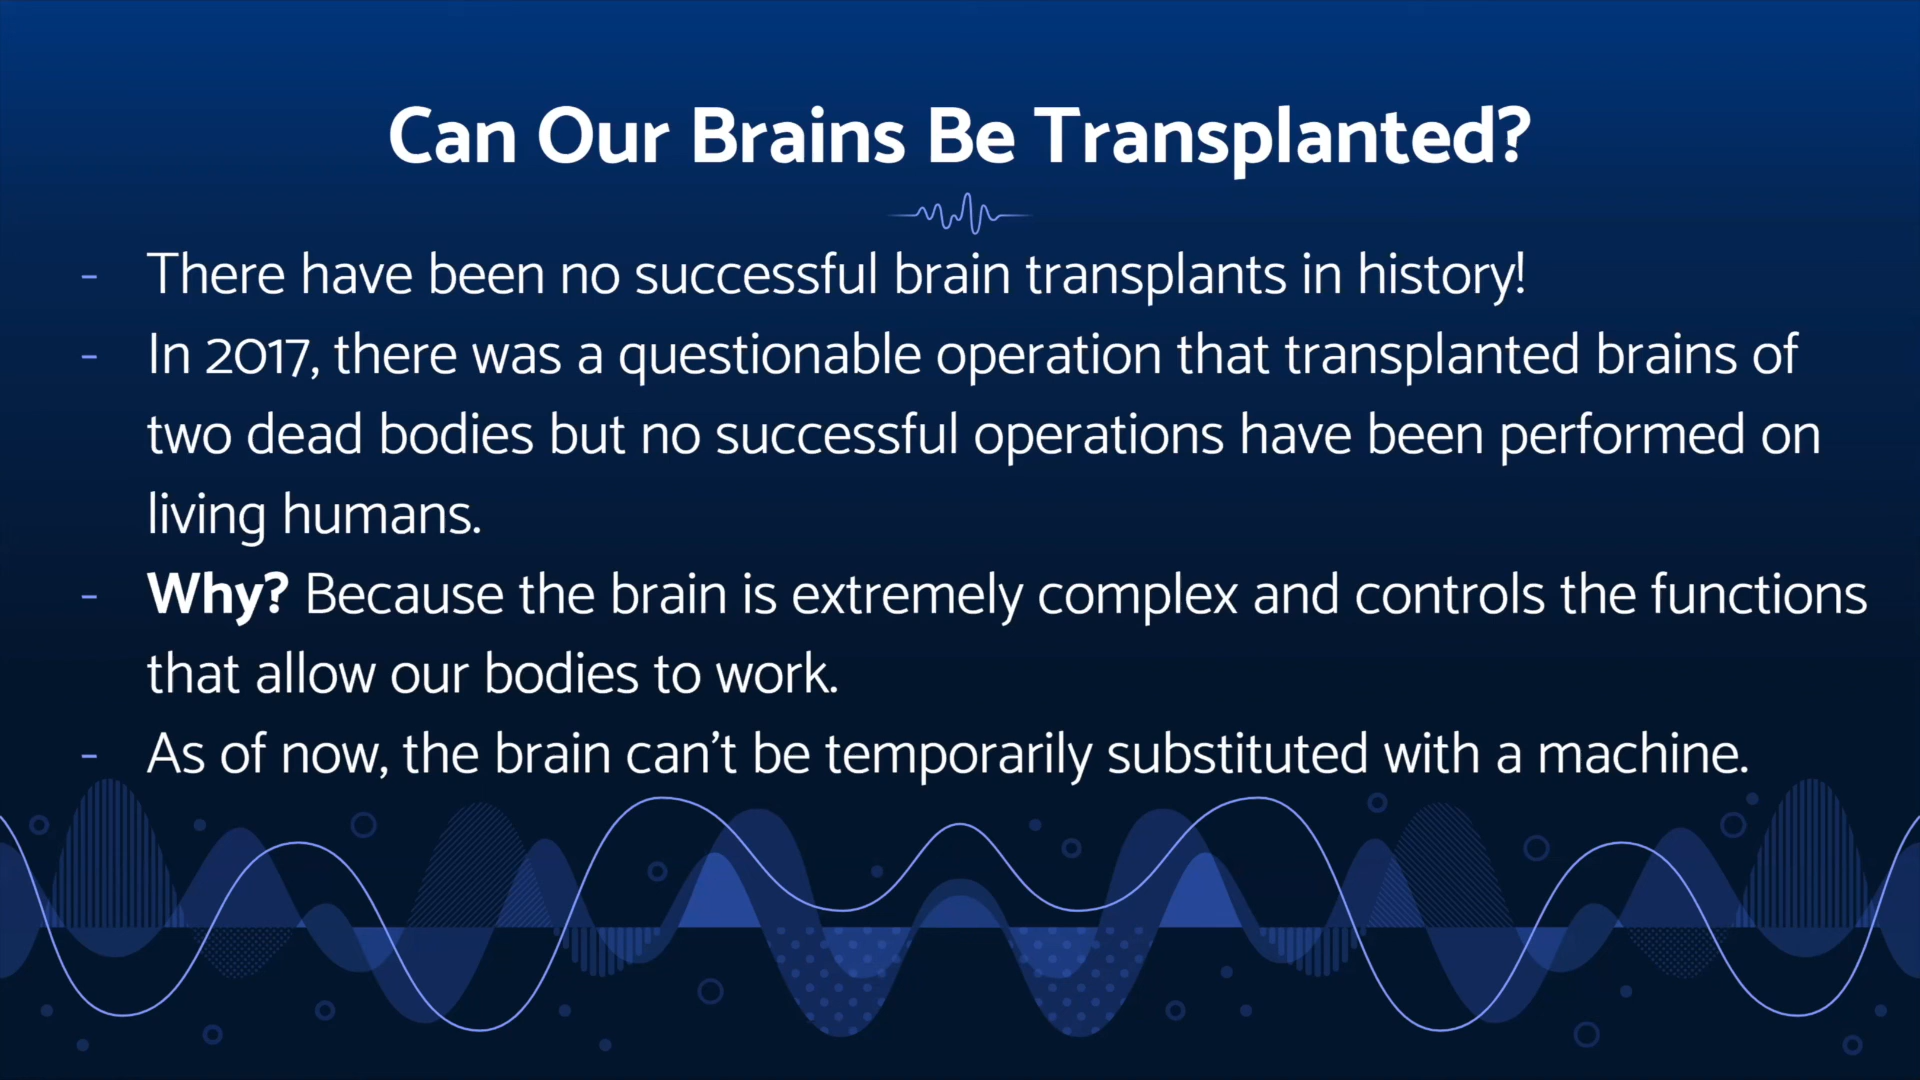 Can Our Brains Be Transplanted?
- There have been no successful brain transplants in history!
- In 2017, there was a questionable operation that transplanted brains of
two dead bodies but no successful operations have been performed on
living humans.
- Why? Because the brain is extremely complex and controls the functions
that allow our bodies to work.
- As of now, the brain can’t be temporarily substituted with a machine.